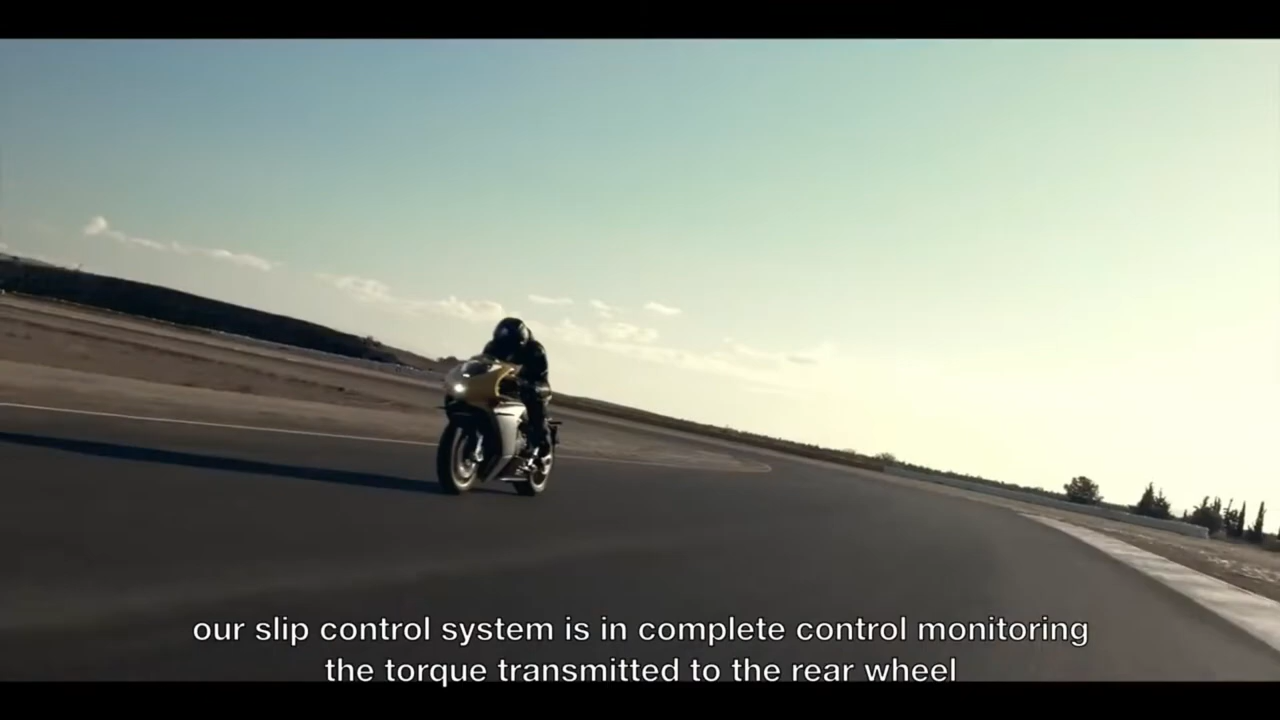 our slip control system is in complete control monitoring
the torque transmitted to the rear wheel